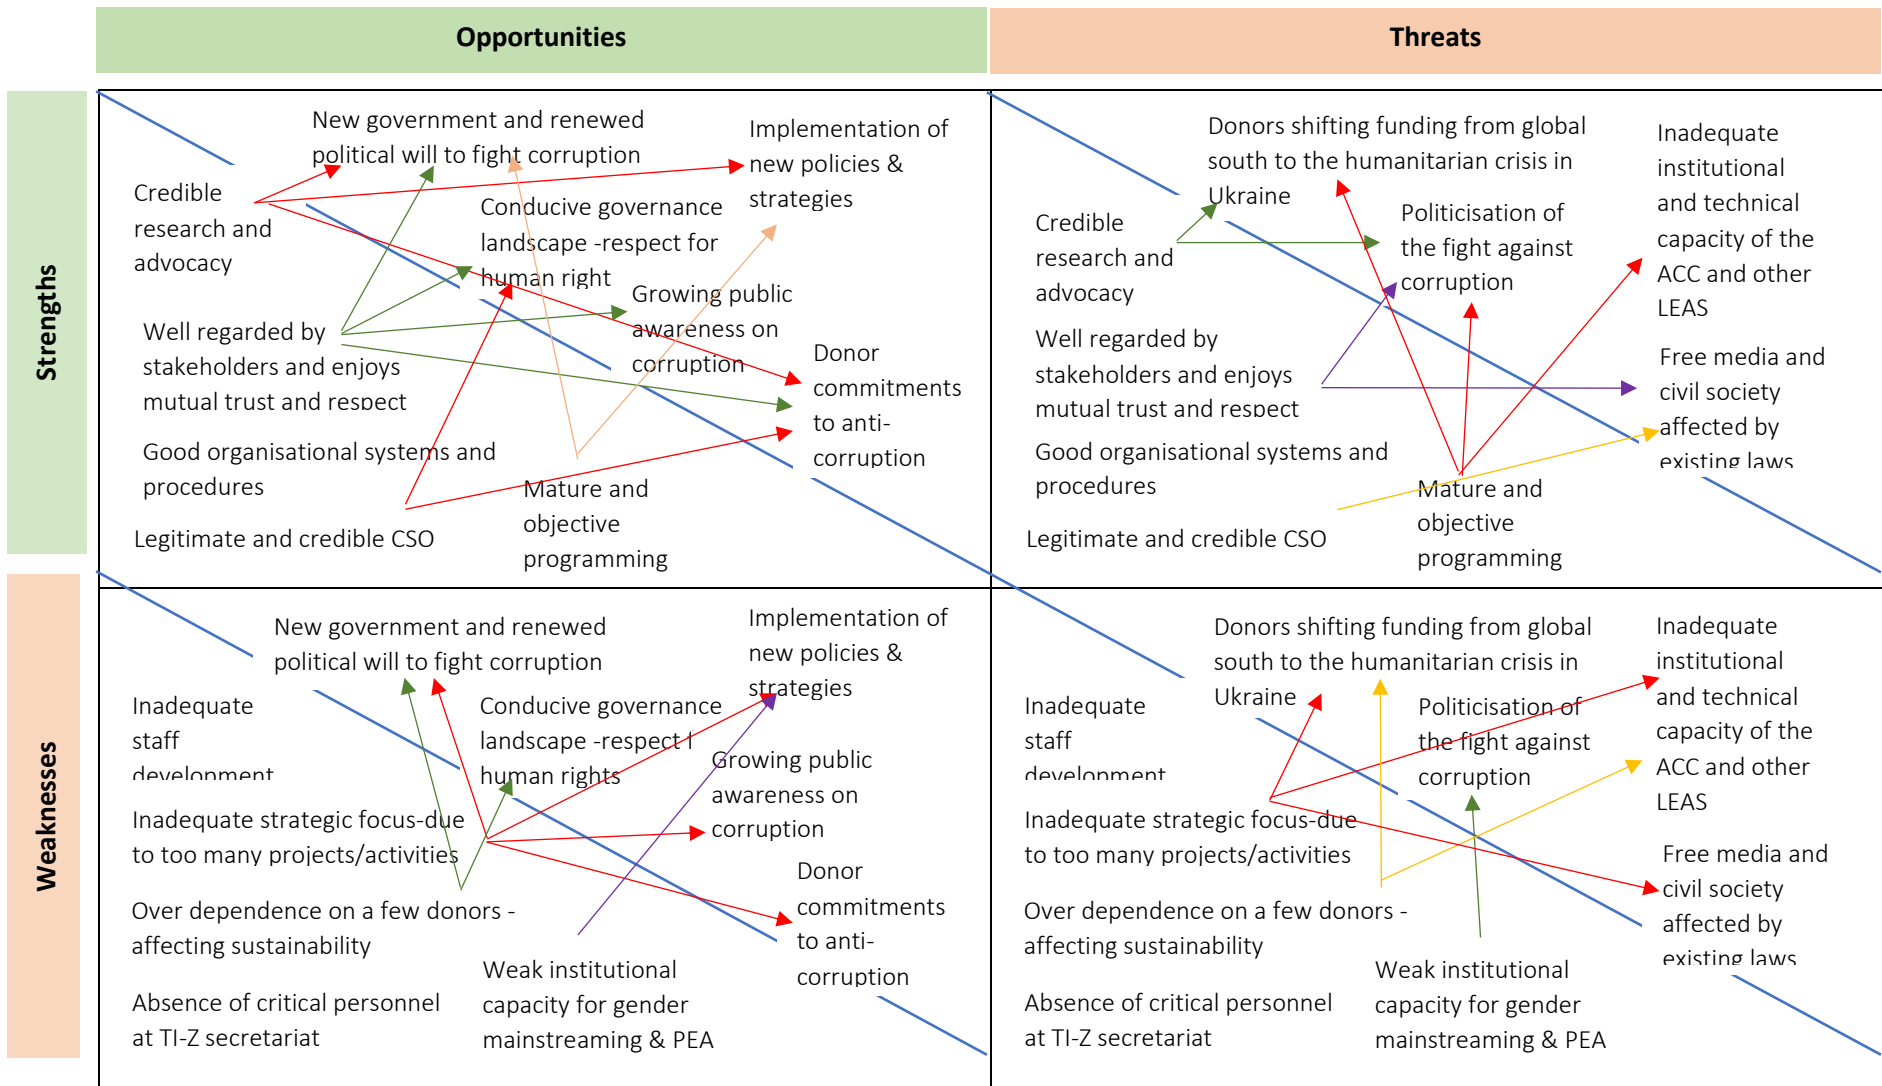 Opportunities
Threats
Strengths
New government and renewed
political will to fight corruption
Implementation of
new policies &
strategies
Credible
research and
advocacy
Conducive governance
landscape -respect for
human right
Growing public
awareness on
corruption
Well regarded by
stakeholders and enjoys
mutual trust and respect
Donor
commitments
to anti-
corruption
Good organisational systems and
procedures
Mature and
objective
programming
Legitimate and credible CSO
Donors shifting funding from global
south to the humanitarian crisis in
Ukraine
Inadequate
institutional
and technical
capacity of the
ACC and other
LEAS
Credible
research and
advocacy
Politicisation of
the fight against
corruption
Well regarded by
stakeholders and enjoys
mutual trust and respect
Free media and
civil society
affected by
existing laws
Good organisational systems and
procedures
Mature and
objective
programming
Legitimate and credible CSO
Weaknesses
New government and renewed
political will to fight corruption
Implementation of
new policies &
strategies
Inadequate
staff
development
Conducive governance
landscape -respect f
human rights
Growing public
awareness on
corruption
Inadequate strategic focus-due
to too many projects/activities
Donor
commitments
to anti-
corruption
Over dependence on a few donors -
affecting sustainability
Weak institutional
capacity for gender
mainstreaming & PEA
Absence of critical personnel
at TI-Z secretariat
Donors shifting funding from global
south to the humanitarian crisis in
Ukraine
Inadequate
institutional
and technical
capacity of the
ACC and other
LEAS
Inadequate
staff
development
Politicisation of
the fight against
corruption
Inadequate strategic focus-due
to too many projects/activities
Free media and
civil society
affected by
existing laws
Over dependence on a few donors -
affecting sustainability
Weak institutional
capacity for gender
mainstreaming & PEA
Absence of critical personnel
at TI-Z secretariat